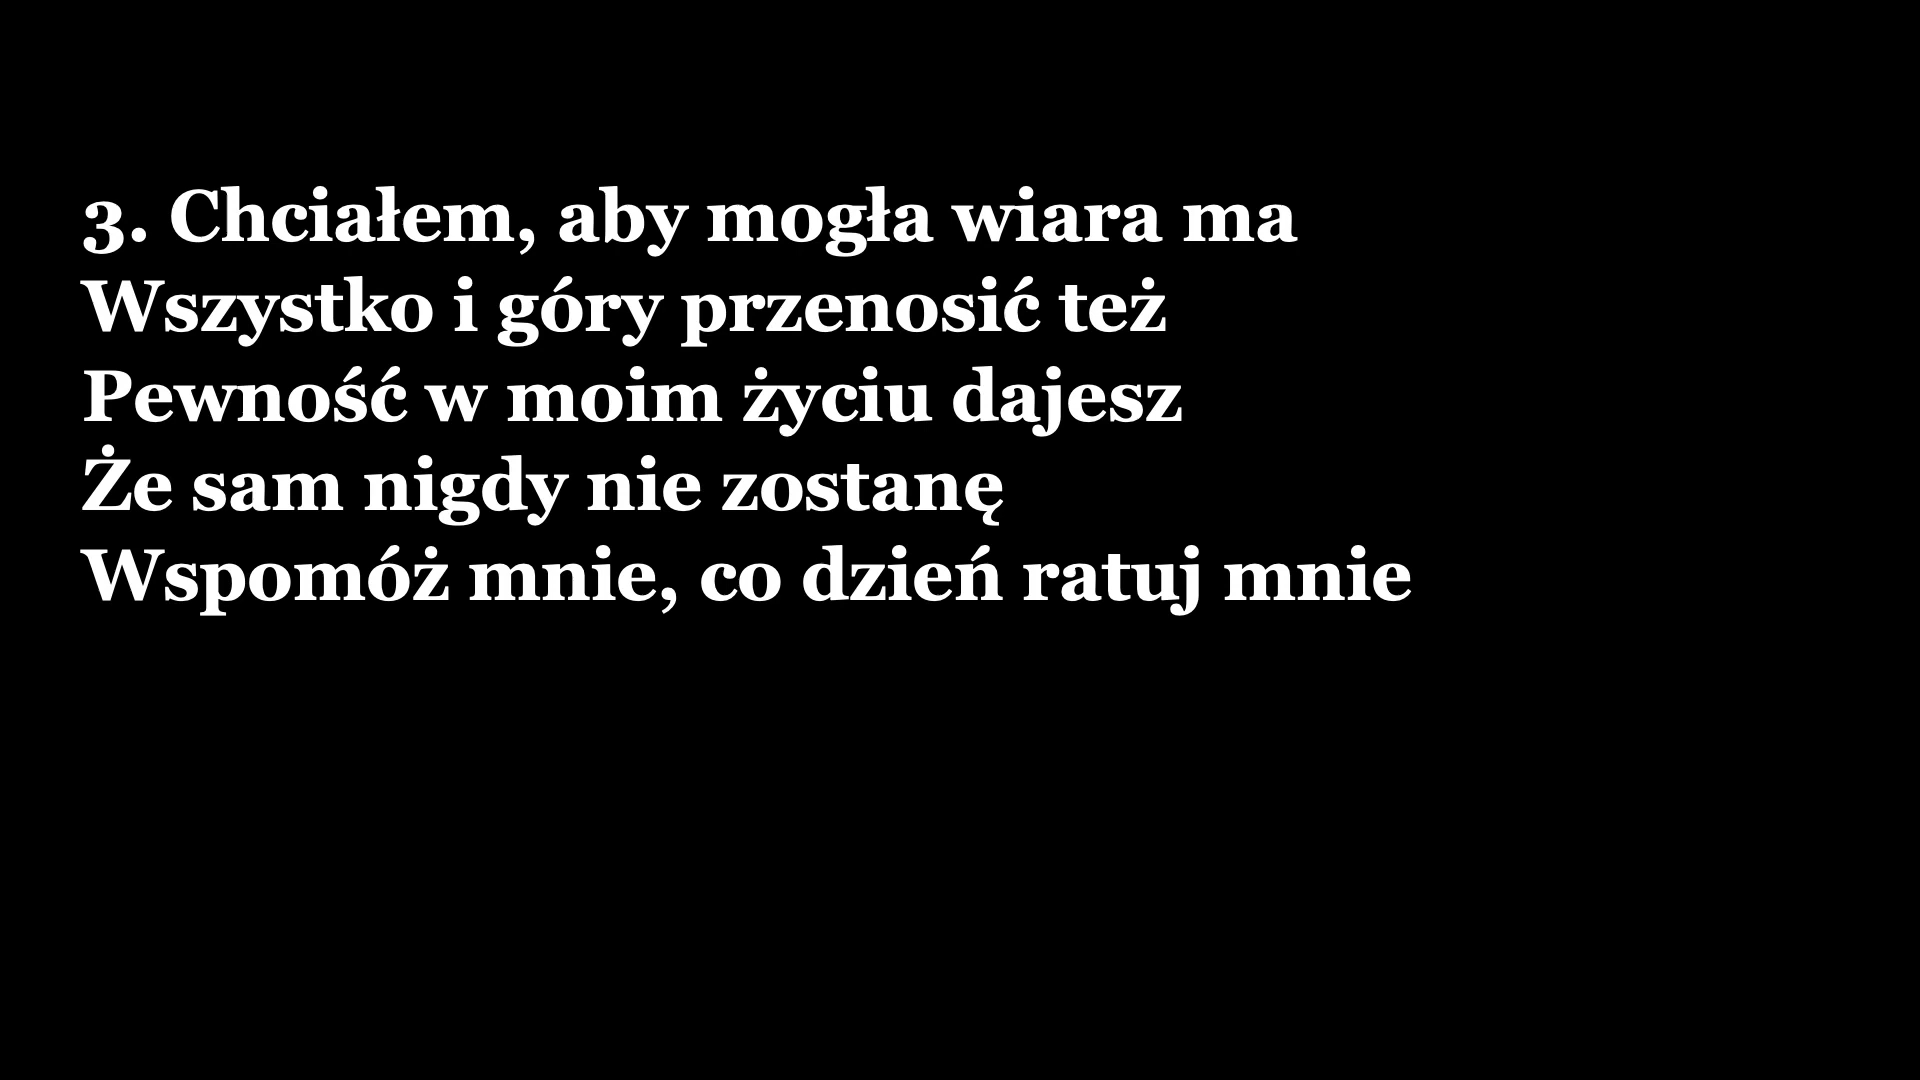 3. Chciałem, aby mogła wiara ma
Wszystko i góry przenosić też
Pewność w moim życiu dajesz
Że sam nigdy nie zostanę
Wspomóż mnie, co dzień ratuj mnie